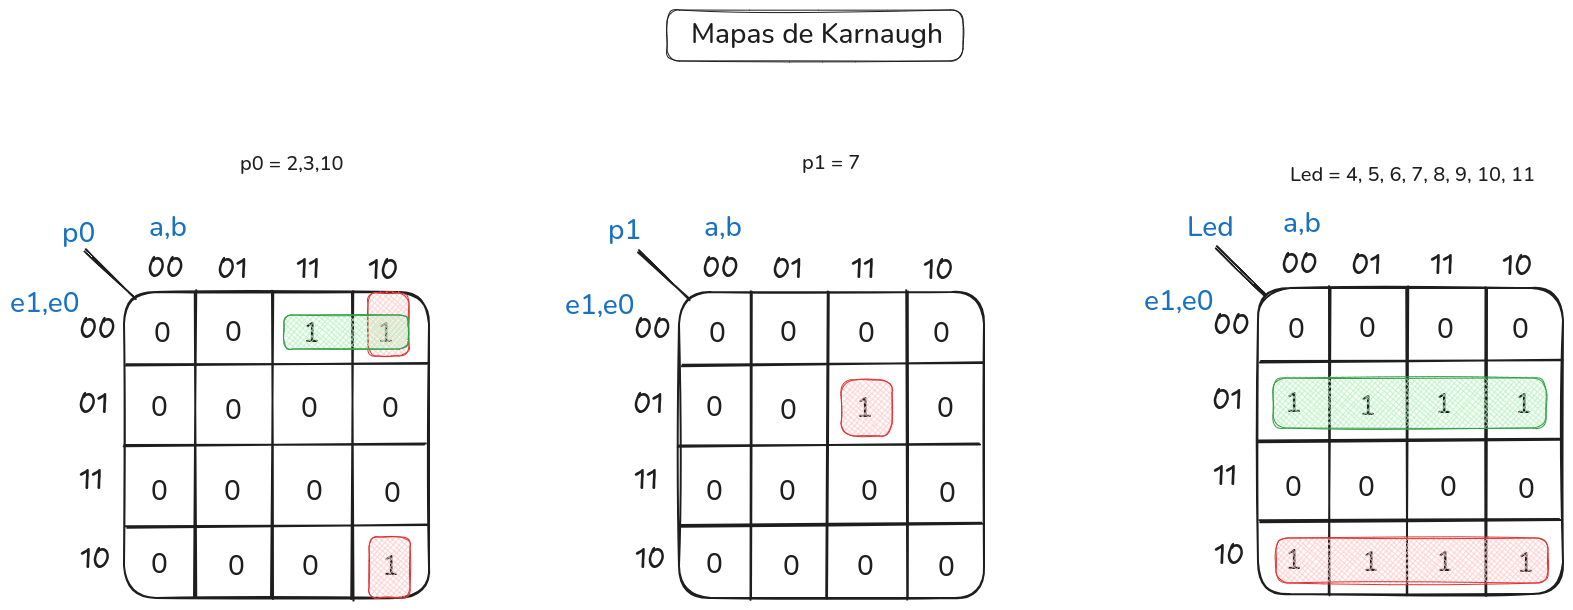 Mapas de Karnaugh
p0 = 2,3,10
p0
a,b
00 01 11 10
e1,e0
00 0 0 1 1
01 0 0 0 0
11 0 0 0 0
10 0 0 0 1
p1 = 7
p1
a,b
00 01 11 10
e1,e0
00 0 0 0 0
01 0 0 1 0
11 0 0 0 0
10 0 0 0 0
Led = 4, 5, 6, 7, 8, 9, 10, 11
Led
a,b
00 01 11 10
e1,e0
00 0 0 0 0
01 1 1 1 1
11 0 0 0 0
10 1 1 1 1